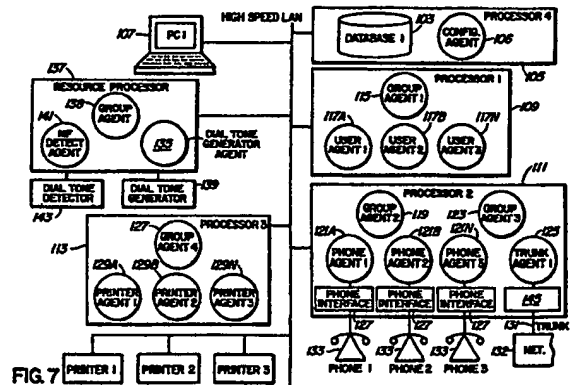 HIGH SPEED LAN
107
PC 1
DATABASE 1
103
CONFIG. AGENT
106
PROCESSOR 4
105
137
RESOURCE PROCESSOR
138
GROUP AGENT
141
MF DETECT AGENT
135
DIAL TONE GENERATOR AGENT
DIAL TONE DETECTOR
143
DIAL TONE GENERATOR
139
PROCESSOR 1
115
GROUP AGENT 1
109
117A
USER AGENT 1
117B
USER AGENT 2
117N
USER AGENT 3
111
PROCESSOR 2
GROUP AGENT 2
119
123
GROUP AGENT 3
121A
PHONE AGENT 1
121B
PHONE AGENT 2
121N
PHONE AGENT 3
125
TRUNK AGENT 1
PHONE INTERFACE
PHONE INTERFACE
PHONE INTERFACE
145
127
127
127
131
TRUNK
133
133
133
132
NET.
PHONE 1
PHONE 2
PHONE 3
127
PROCESSOR 3
113
GROUP AGENT 4
129A
PRINTER AGENT 1
129B
PRINTER AGENT 2
129N
PRINTER AGENT 3
PRINTER 1
PRINTER 2
PRINTER 3
FIG. 7